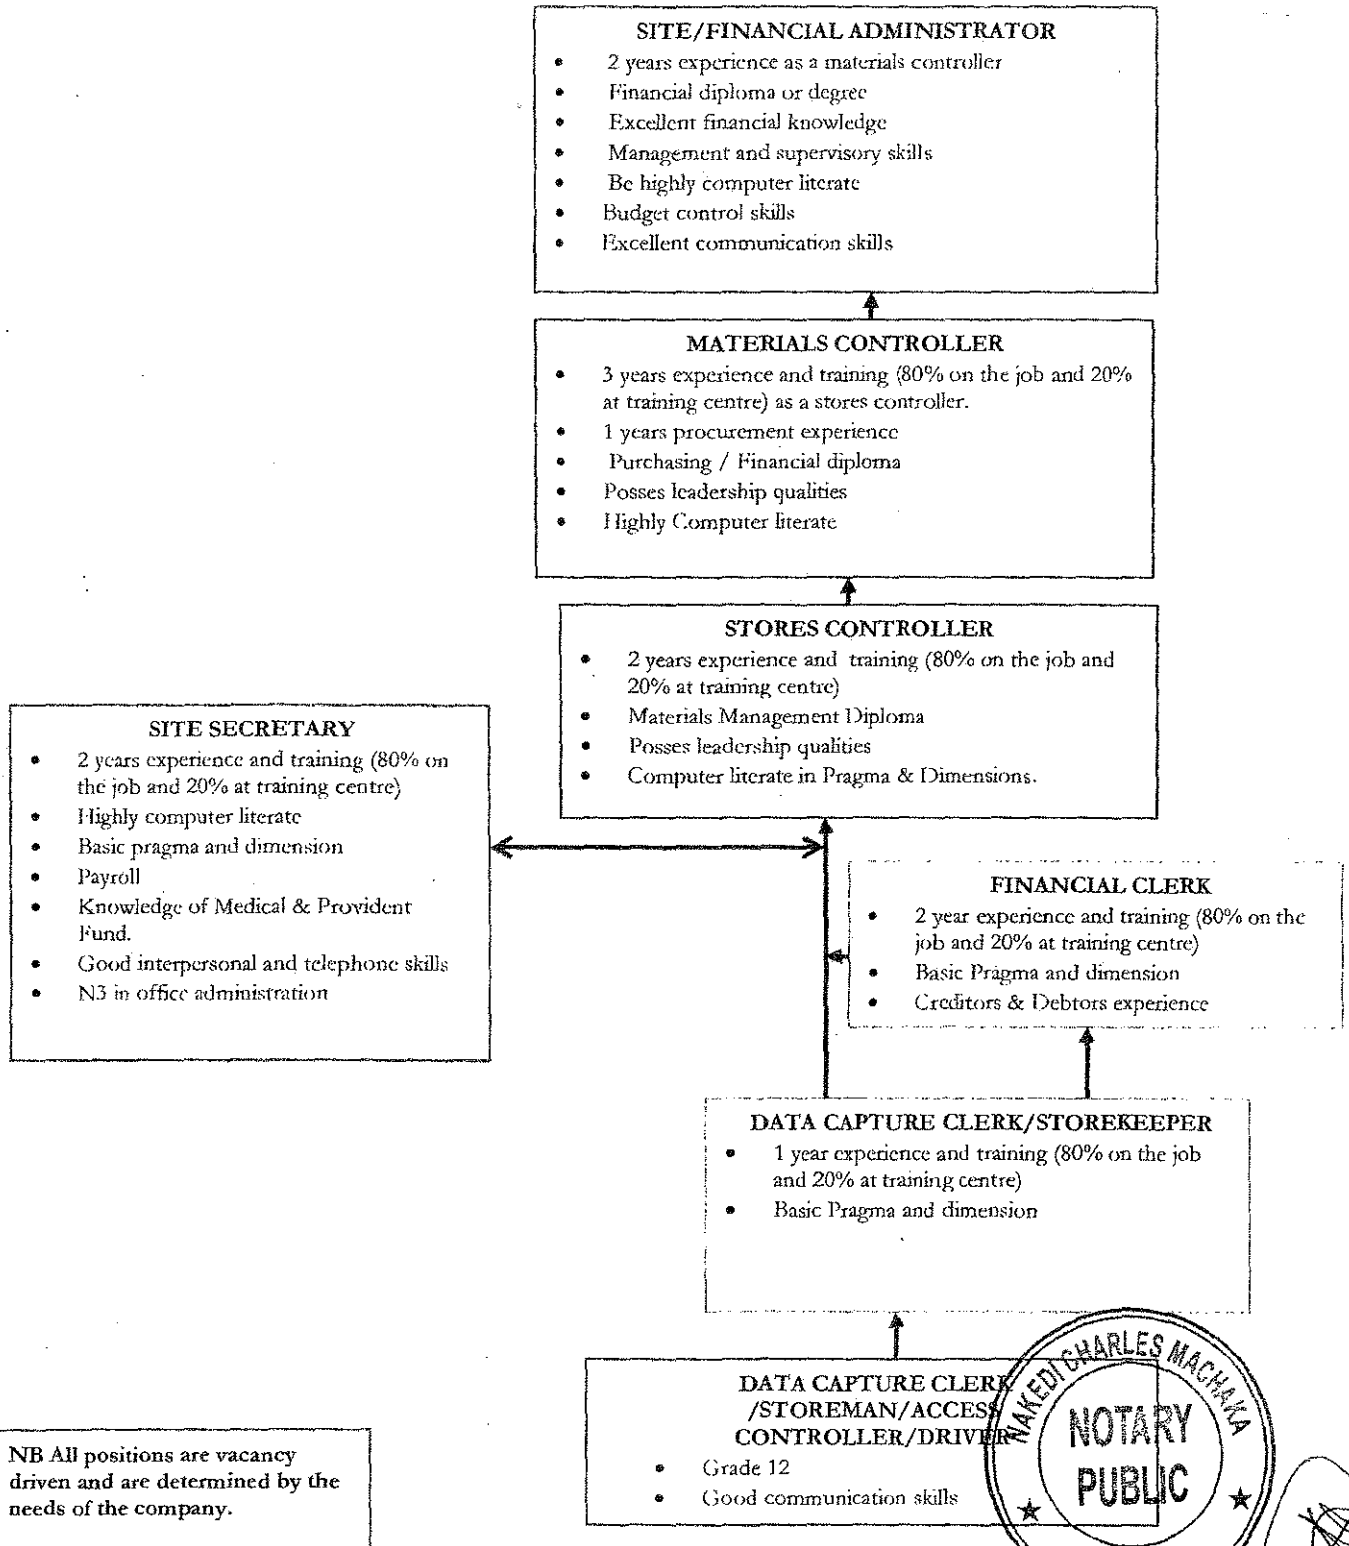 SITE/FINANCIAL ADMINISTRATOR
• 2 years experience as a materials controller
• Financial diploma or degree
• Excellent financial knowledge
• Management and supervisory skills
• Be highly computer literate
• Budget control skills
• Excellent communication skills
MATERIALS CONTROLLER
• 3 years experience and training (80% on the job and 20%
at training centre) as a stores controller.
• 1 years procurement experience
• Purchasing / Financial diploma
• Posses leadership qualities
• Highly Computer literate
STORES CONTROLLER
• 2 years experience and training (80% on the job and
20% at training centre)
• Materials Management Diploma
• Posses leadership qualities
• Computer literate in Pragma & Dimensions.
SITE SECRETARY
• 2 years experience and training (80% on
the job and 20% at training centre)
• Highly computer literate
• Basic pragma and dimension
• Payroll
• Knowledge of Medical & Provident
Fund.
• Good interpersonal and telephone skills
• N3 in office administration
FINANCIAL CLERK
• 2 year experience and training (80% on the
job and 20% at training centre)
• Basic Pragma and dimension
• Creditors & Debtors experience
DATA CAPTURE CLERK/STOREKEEPER
• 1 year experience and training (80% on the job
and 20% at training centre)
• Basic Pragma and dimension
DATA CAPTURE CLERK
/STOREMAN/ACCESS
CONTROLLER/DRIVER
• Grade 12
• Good communication skills
NAKEDI CHARLES MACHAKA
NOTARY
PUBLIC
NB All positions are vacancy
driven and are determined by the
needs of the company.